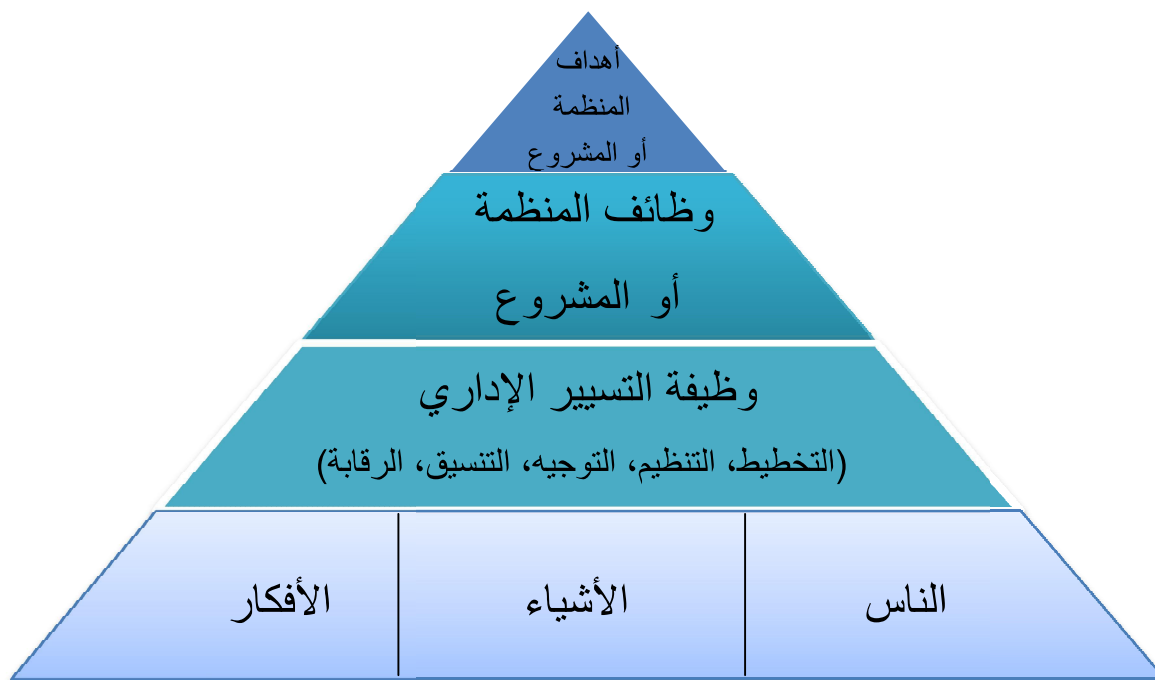 أهداف
المنظمة
أو المشروع
وظائف المنظمة
أو المشروع
وظيفة التسيير الإداري
(التخطيط، التنظيم، التوجيه، التنسيق، الرقابة)
الناس
الأشياء
الأفكار